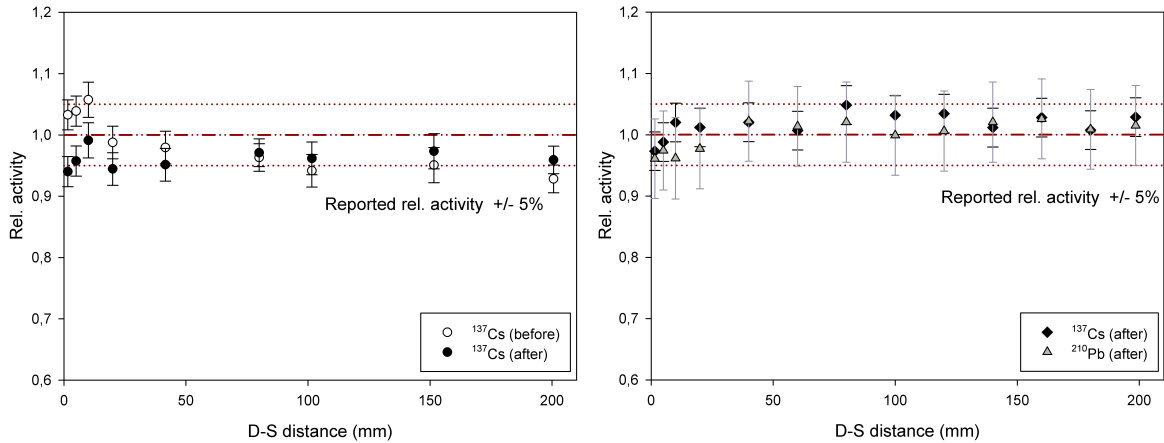 1,2
1,1
1,0
0,9
0,8
0,7
0,6
Rel. activity
Reported rel. activity +/- 5%
137Cs (before)
137Cs (after)
0
50
100
150
200
D-S distance (mm)
1,2
1,1
1,0
0,9
0,8
0,7
0,6
Rel. activity
Reported rel. activity +/- 5%
137Cs (after)
210Pb (after)
0
50
100
150
200
D-S distance (mm)